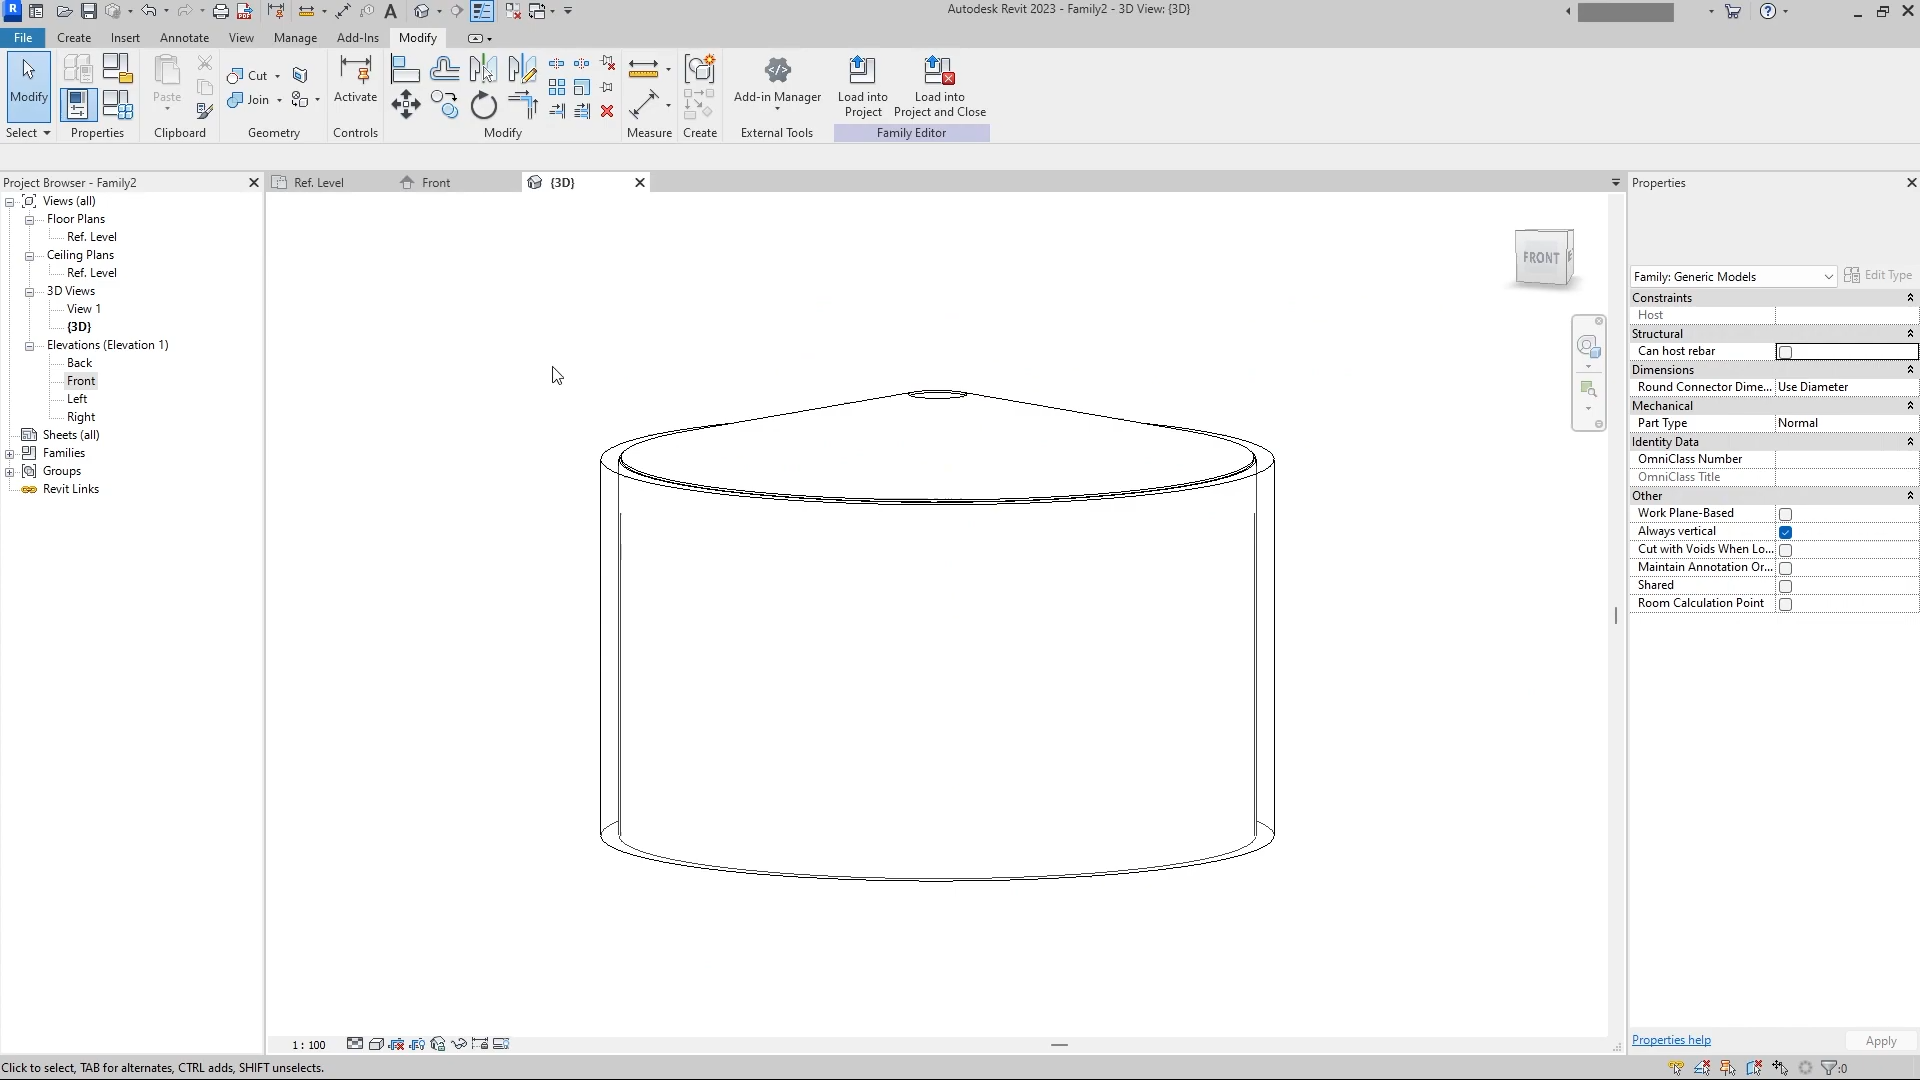 Autodesk Revit 2023 - Family2 - 3D View: {3D}
File Create Insert Annotate View Manage Add-Ins Modify
Modify
Paste
Cut
Join
Activate
Add-in Manager
Load into
Project
Load into
Project and Close
Select Properties Clipboard Geometry Controls Modify Measure Create External Tools Family Editor
Project Browser - Family2
Views (all)
Floor Plans
Ref. Level
Ceiling Plans
Ref. Level
3D Views
View 1
{3D}
Elevations (Elevation 1)
Back
Front
Left
Right
Sheets (all)
Families
Groups
Revit Links
Ref. Level
Front
{3D}
FRONT
Properties
Family: Generic Models
Edit Type
Constraints
Host
Structural
Can host rebar
Dimensions
Round Connector Dime... Use Diameter
Mechanical
Part Type Normal
Identity Data
OmniClass Number
OmniClass Title
Other
Work Plane-Based
Always vertical
Cut with Voids When Lo...
Maintain Annotation Or...
Shared
Room Calculation Point
Properties help
Apply
1 : 100
Click to select, TAB for alternates, CTRL adds, SHIFT unselects.
:0